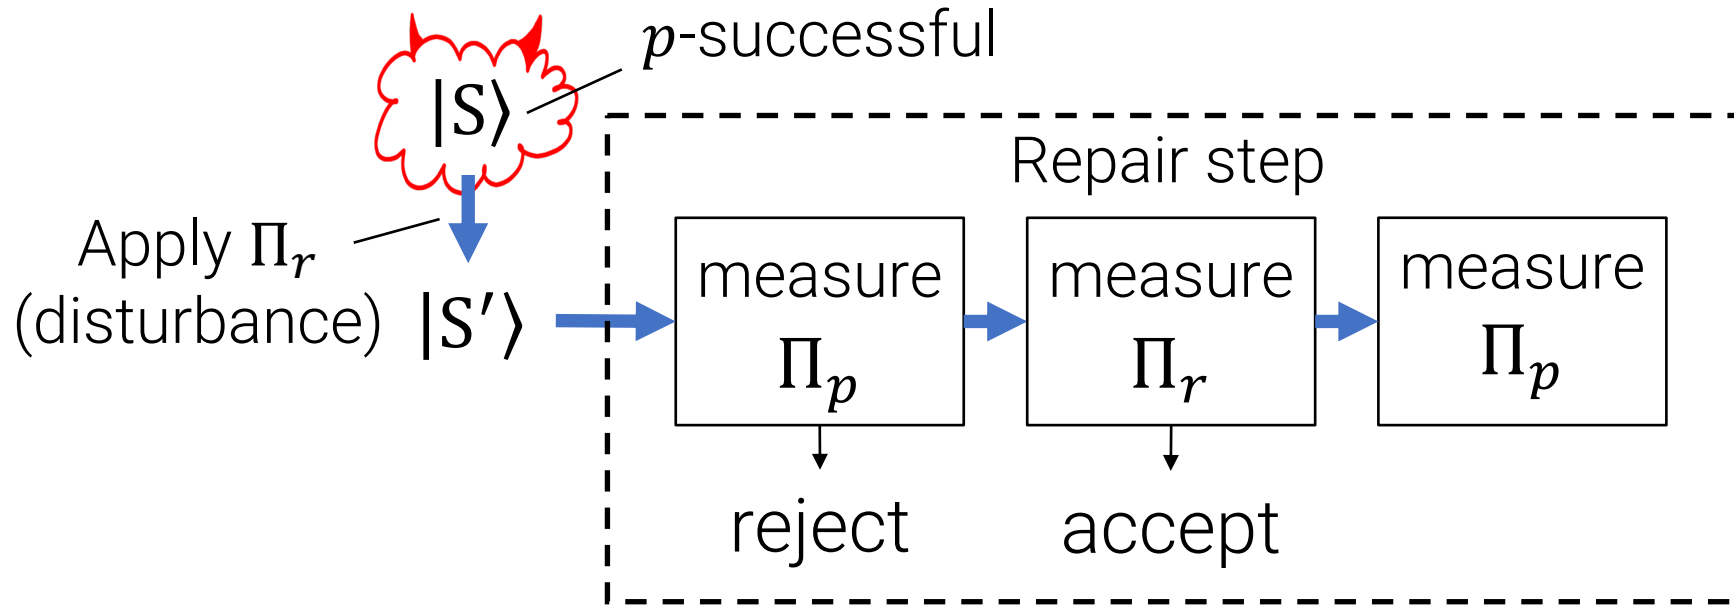 p-successful
|S⟩
Repair step
Apply Πᵣ
(disturbance)
|S′⟩
measure
Πₚ
measure
Πᵣ
measure
Πₚ
reject
accept